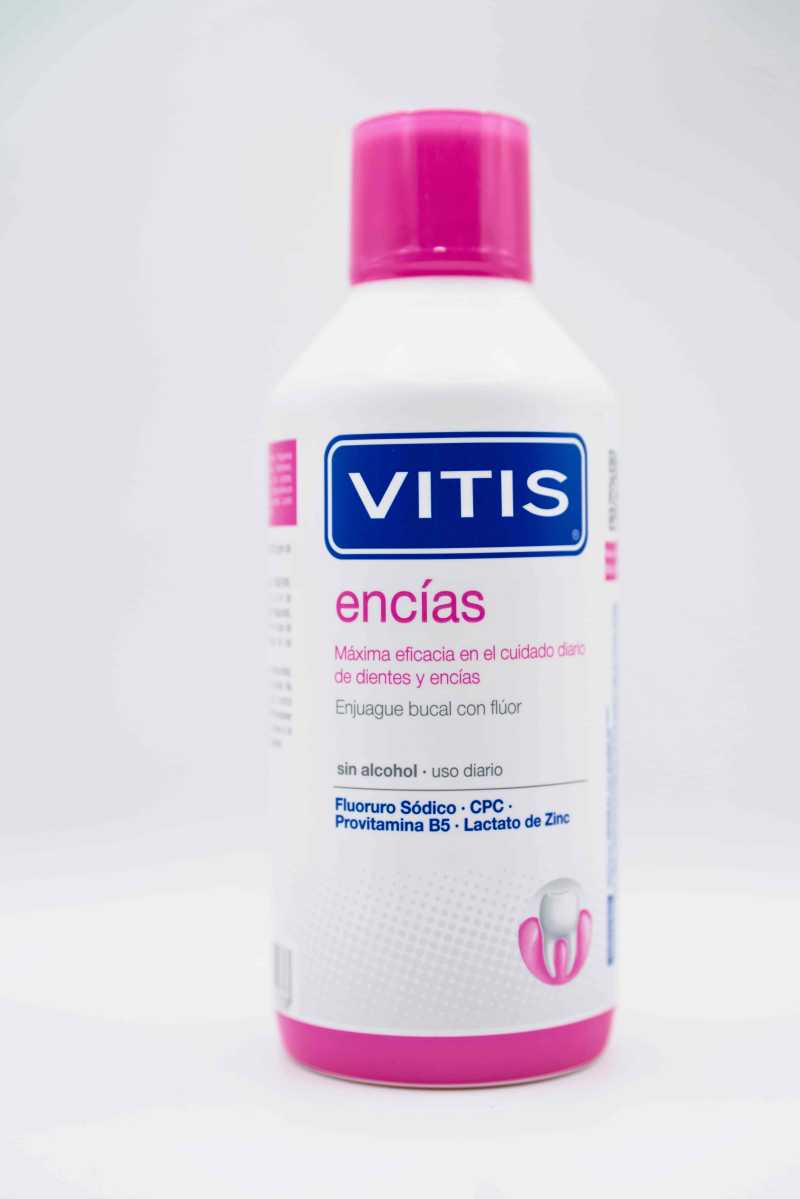 VITIS
encías
Máxima eficacia en el cuidado diario
de dientes y encías
Enjuague bucal con flúor
sin alcohol · uso diario
Fluoruro Sódico · CPC ·
Provitamina B5 · Lactato de Zinc